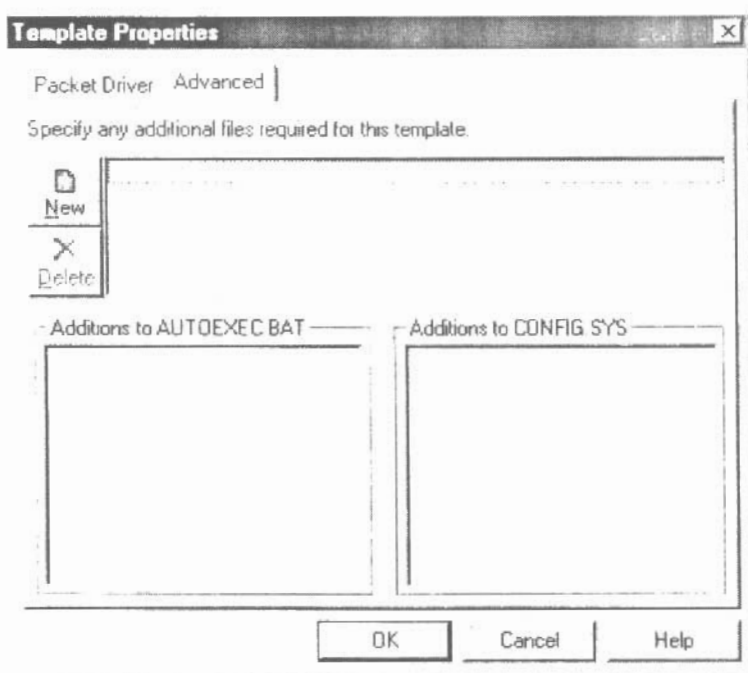 Template Properties
Packet Driver Advanced
Specify any additional files required for this template.
New
Delete
Additions to AUTOEXEC BAT
Additions to CONFIG SYS
OK Cancel Help